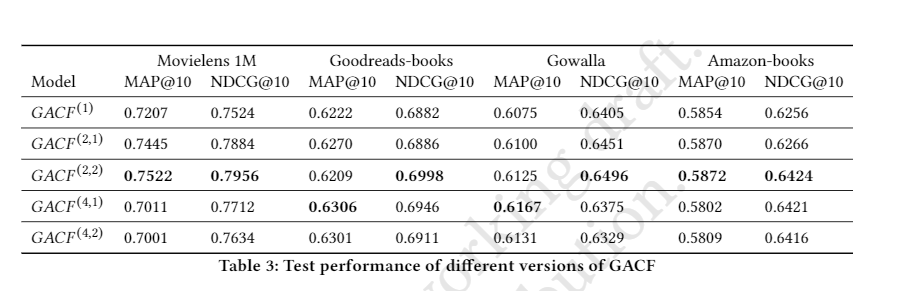 Movielens 1M Goodreads-books Gowalla Amazon-books
Model MAP@10 NDCG@10 MAP@10 NDCG@10 MAP@10 NDCG@10 MAP@10 NDCG@10
GACF(1) 0.7207 0.7524 0.6222 0.6882 0.6075 0.6405 0.5854 0.6256
GACF(2,1) 0.7445 0.7884 0.6270 0.6886 0.6100 0.6451 0.5870 0.6266
GACF(2,2) 0.7522 0.7956 0.6209 0.6998 0.6125 0.6496 0.5872 0.6424
GACF(4,1) 0.7011 0.7712 0.6306 0.6946 0.6167 0.6375 0.5802 0.6421
GACF(4,2) 0.7001 0.7634 0.6301 0.6911 0.6131 0.6329 0.5809 0.6416
Table 3: Test performance of different versions of GACF
working draft.